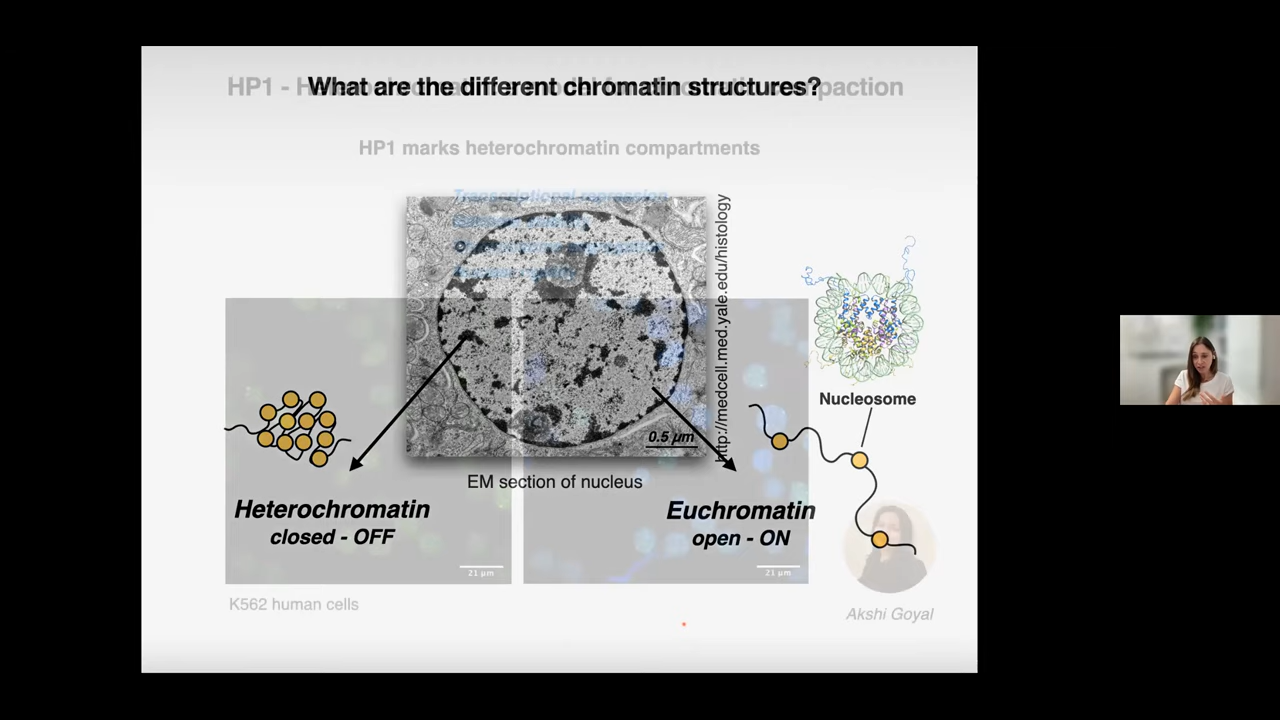 What are the different chromatin structures?
HP1 - H paction
HP1 marks heterochromatin compartments
Transcriptional repression
http://medcell.med.yale.edu/histology
Nucleosome
0.5 µm
EM section of nucleus
Heterochromatin
closed - OFF
Euchromatin
open - ON
21 µm
21 µm
K562 human cells
Akshi Goyal